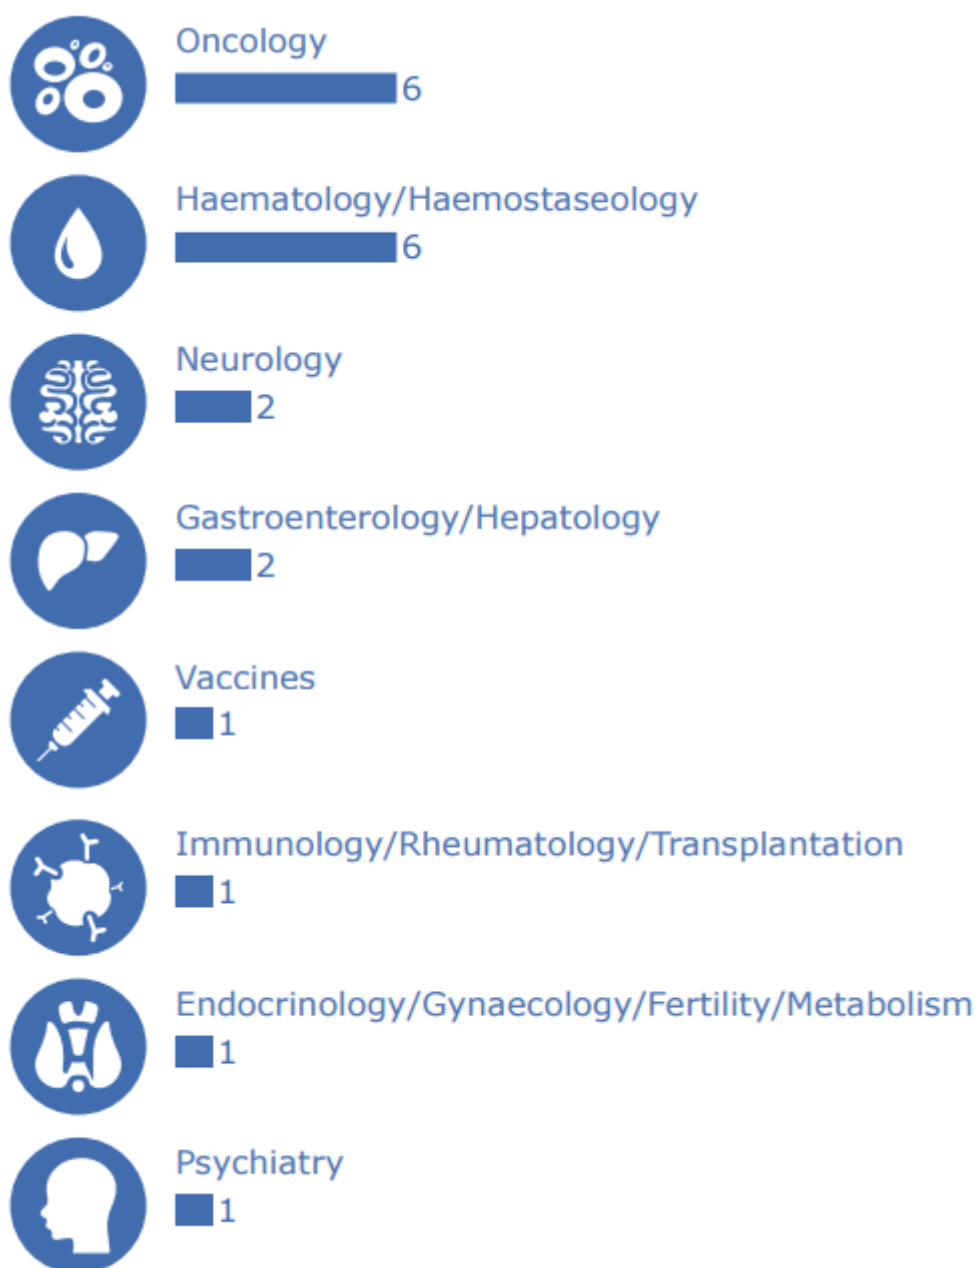 Oncology
6
Haematology/Haemostaseology
6
Neurology
2
Gastroenterology/Hepatology
2
Vaccines
1
Immunology/Rheumatology/Transplantation
1
Endocrinology/Gynaecology/Fertility/Metabolism
1
Psychiatry
1